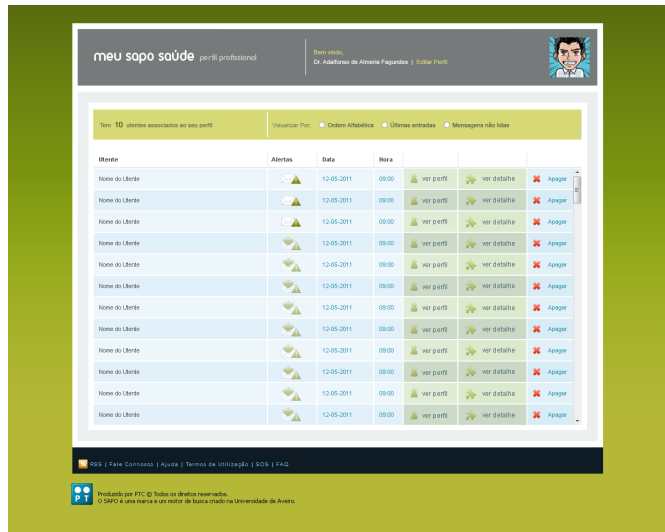 meu sapo saúde perfil profissional
Bem vindo,
Dr. Adalfonso de Almeria Fagundes | Editar Perfil
Tem 10 utentes associados ao seu perfil
Visualizar Por: Ordem Alfabética Últimas entradas Mensagens não lidas
Utente Alertas Data Hora
Nome do Utente 12-05-2011 09:00 ver perfil ver detalhe Apagar
Nome do Utente 12-05-2011 09:00 ver perfil ver detalhe Apagar
Nome do Utente 12-05-2011 09:00 ver perfil ver detalhe Apagar
Nome do Utente 12-05-2011 09:00 ver perfil ver detalhe Apagar
Nome do Utente 12-05-2011 09:00 ver perfil ver detalhe Apagar
Nome do Utente 12-05-2011 09:00 ver perfil ver detalhe Apagar
Nome do Utente 12-05-2011 09:00 ver perfil ver detalhe Apagar
Nome do Utente 12-05-2011 09:00 ver perfil ver detalhe Apagar
Nome do Utente 12-05-2011 09:00 ver perfil ver detalhe Apagar
Nome do Utente 12-05-2011 09:00 ver perfil ver detalhe Apagar
Nome do Utente 12-05-2011 09:00 ver perfil ver detalhe Apagar
Nome do Utente 12-05-2011 09:00 ver perfil ver detalhe Apagar
RSS | Fale Connosco | Ajuda | Termos de Utilização | SOS | FAQ
PT
Produzido por PTC © Todos os direitos reservados.
O SAPO é uma marca e um motor de busca criado na Universidade de Aveiro.